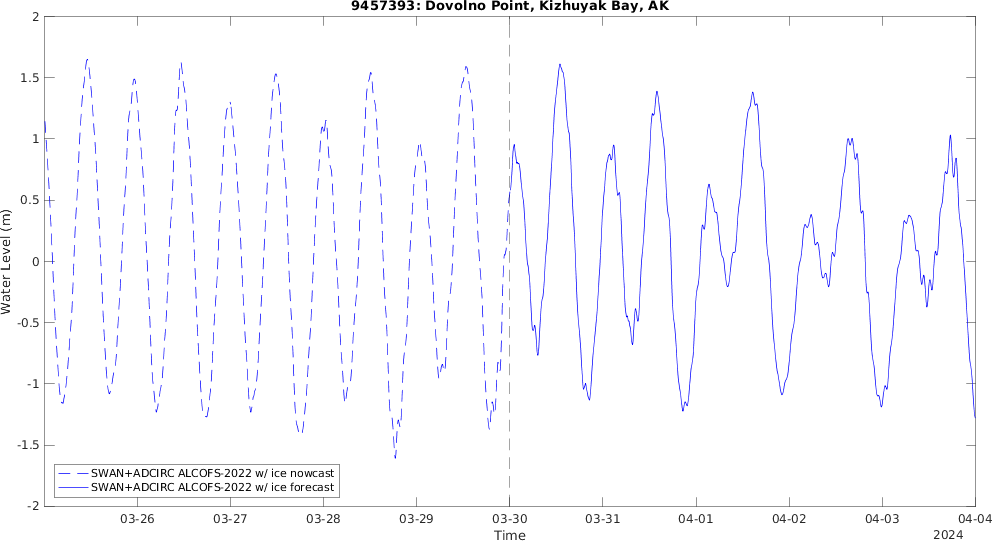 9457393: Dovolno Point, Kizhuyak Bay, AK
2
1.5
1
0.5
0
-0.5
-1
-1.5
-2
Water Level (m)
SWAN+ADCIRC ALCOFS-2022 w/ ice nowcast
SWAN+ADCIRC ALCOFS-2022 w/ ice forecast
03-26 03-27 03-28 03-29 03-30 03-31 04-01 04-02 04-03 04-04
Time
2024